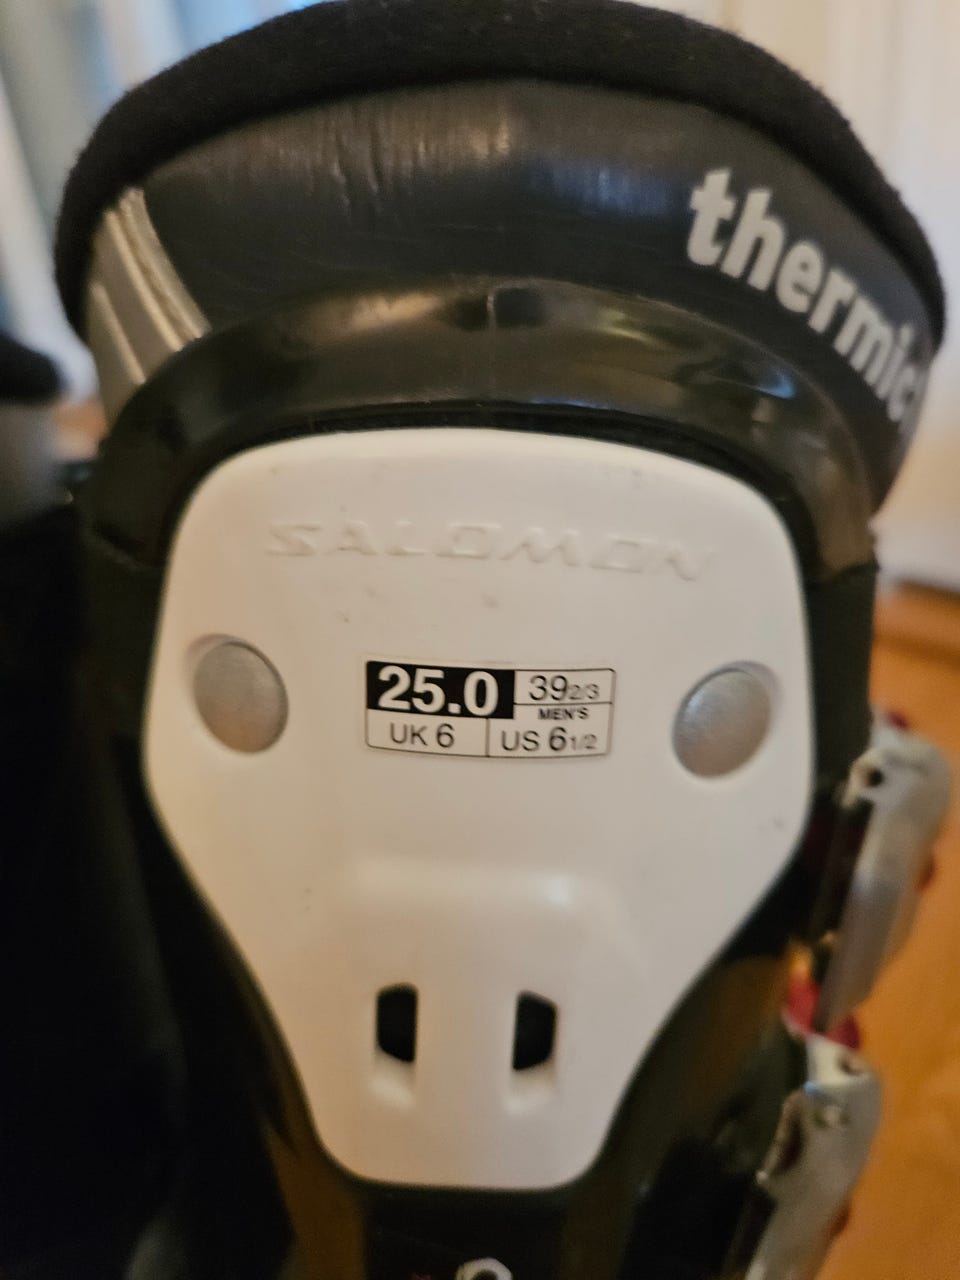 thermic
SALOMON
25.0 39 2/3
MEN'S
UK 6 US 6 1/2